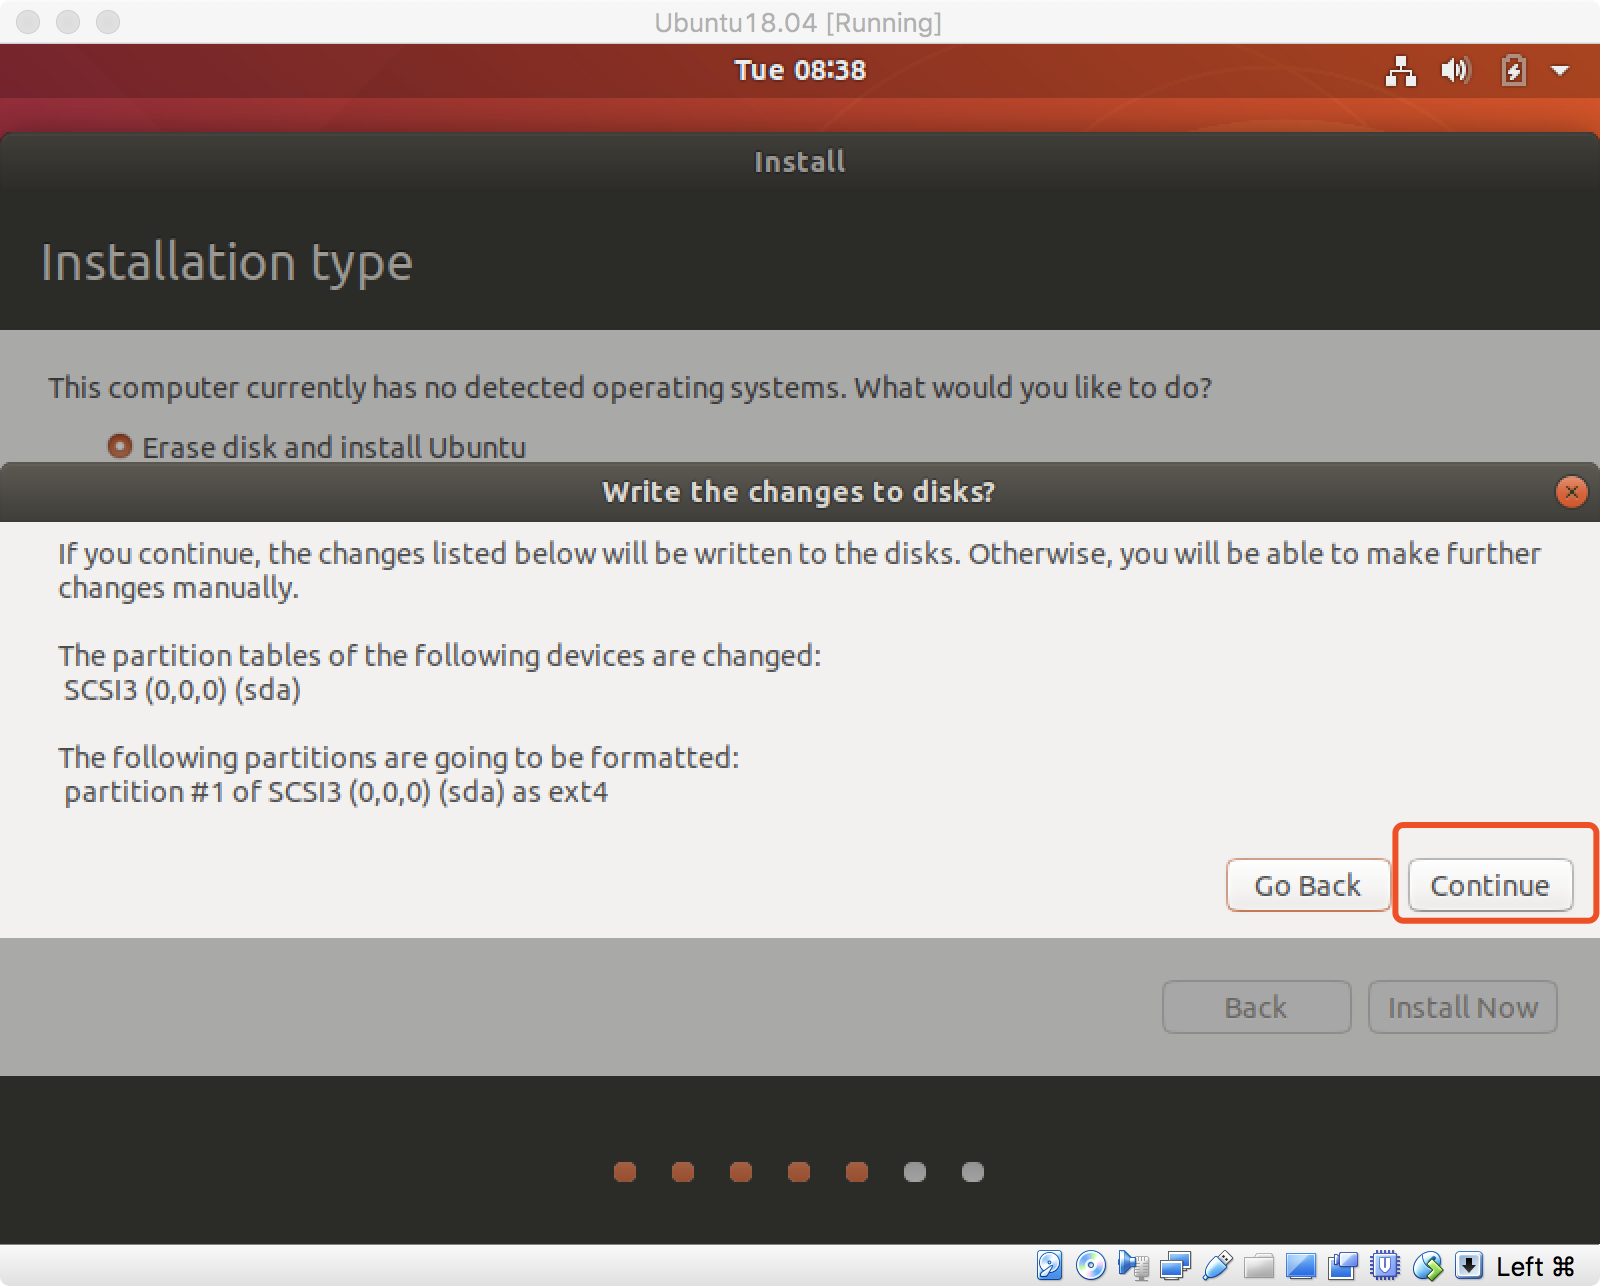 Ubuntu18.04 [Running]
Tue 08:38
Install
Installation type
This computer currently has no detected operating systems. What would you like to do?
Erase disk and install Ubuntu
Write the changes to disks?
If you continue, the changes listed below will be written to the disks. Otherwise, you will be able to make further
changes manually.
The partition tables of the following devices are changed:
SCSI3 (0,0,0) (sda)
The following partitions are going to be formatted:
partition #1 of SCSI3 (0,0,0) (sda) as ext4
Go Back
Continue
Back
Install Now
Left ⌘